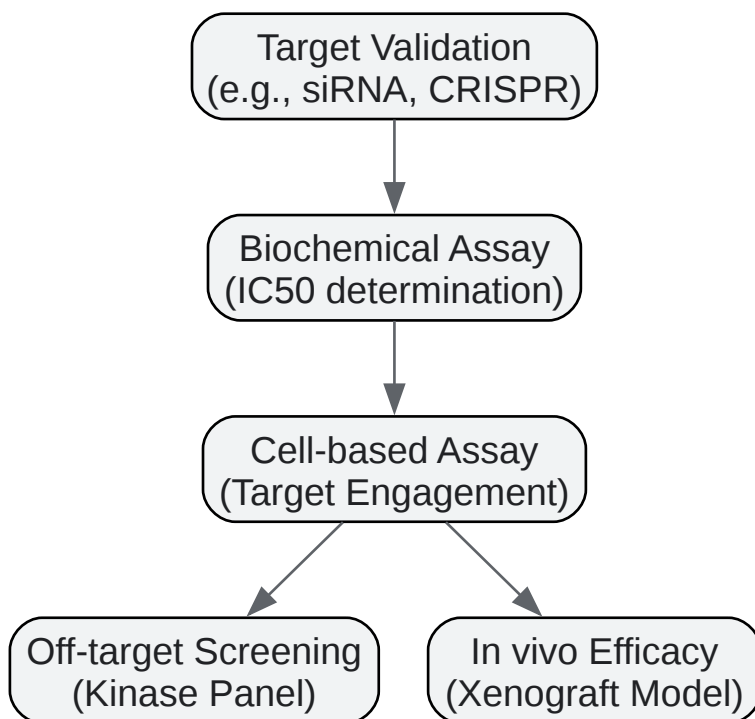 Target Validation
(e.g., siRNA, CRISPR)
Biochemical Assay
(IC50 determination)
Cell-based Assay
(Target Engagement)
Off-target Screening
(Kinase Panel)
In vivo Efficacy
(Xenograft Model)